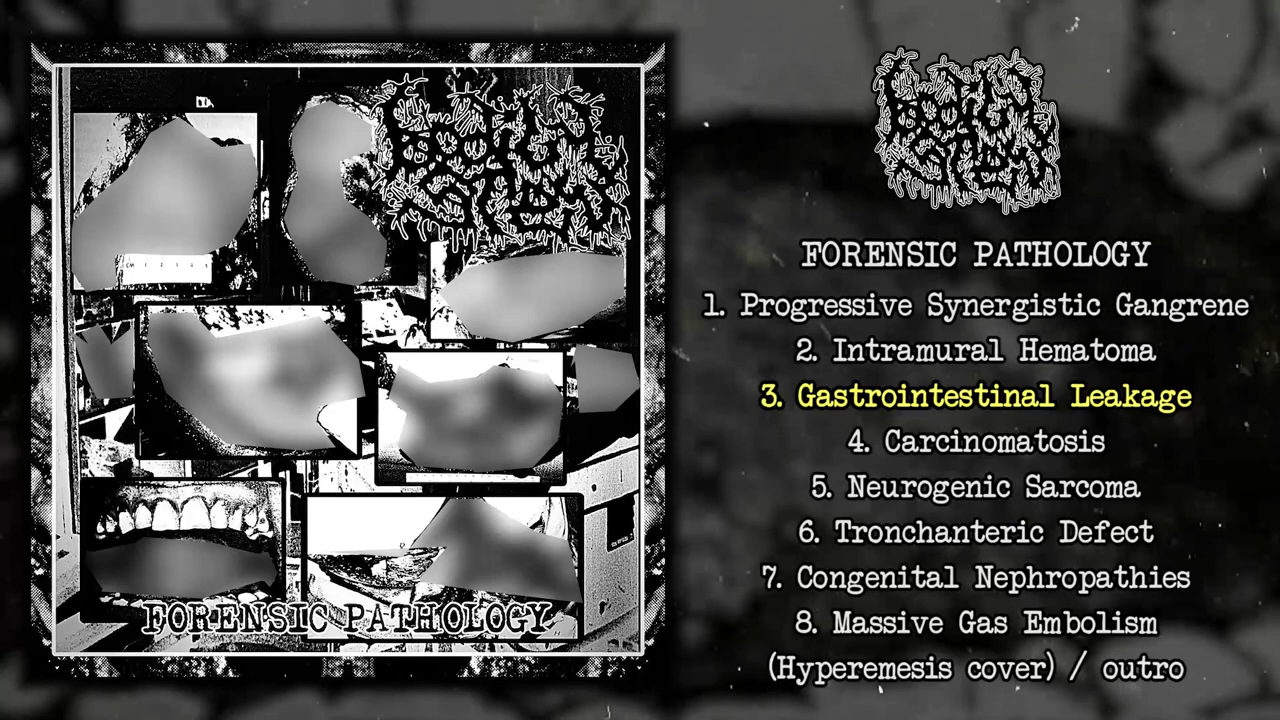 FORENSIC PATHOLOGY
FORENSIC PATHOLOGY
1. Progressive Synergistic Gangrene
2. Intramural Hematoma
3. Gastrointestinal Leakage
4. Carcinomatosis
5. Neurogenic Sarcoma
6. Tronchanteric Defect
7. Congenital Nephropathies
8. Massive Gas Embolism
(Hyperemesis cover) / outro